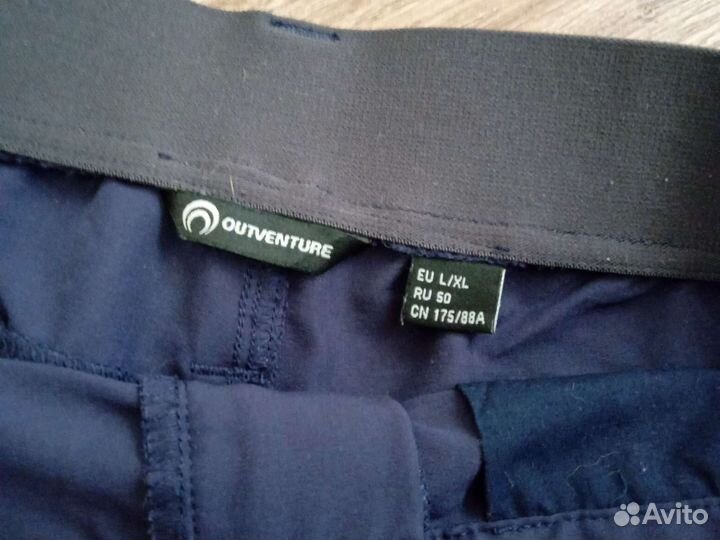 OUTVENTURE
EU L/XL
RU 50
CN 175/88A
Avito